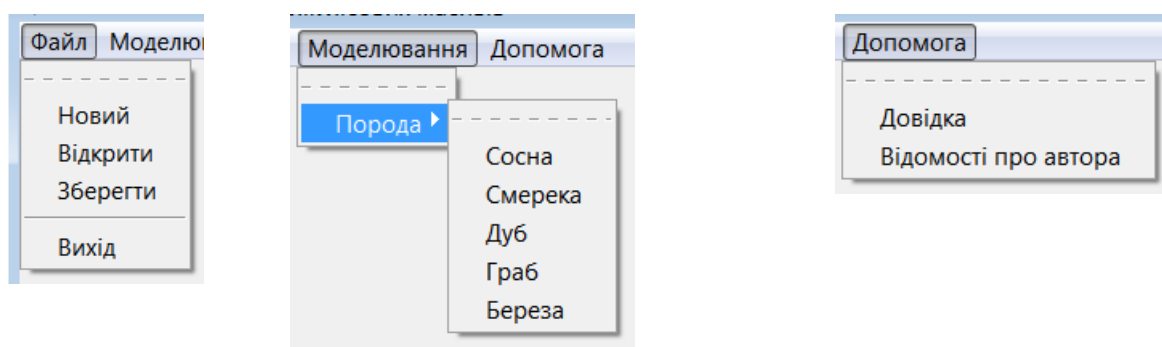 Файл Моделю
Новий
Відкрити
Зберегти
Вихід
Моделювання Допомога
Порода
Сосна
Смерека
Дуб
Граб
Береза
Допомога
Довідка
Відомості про автора